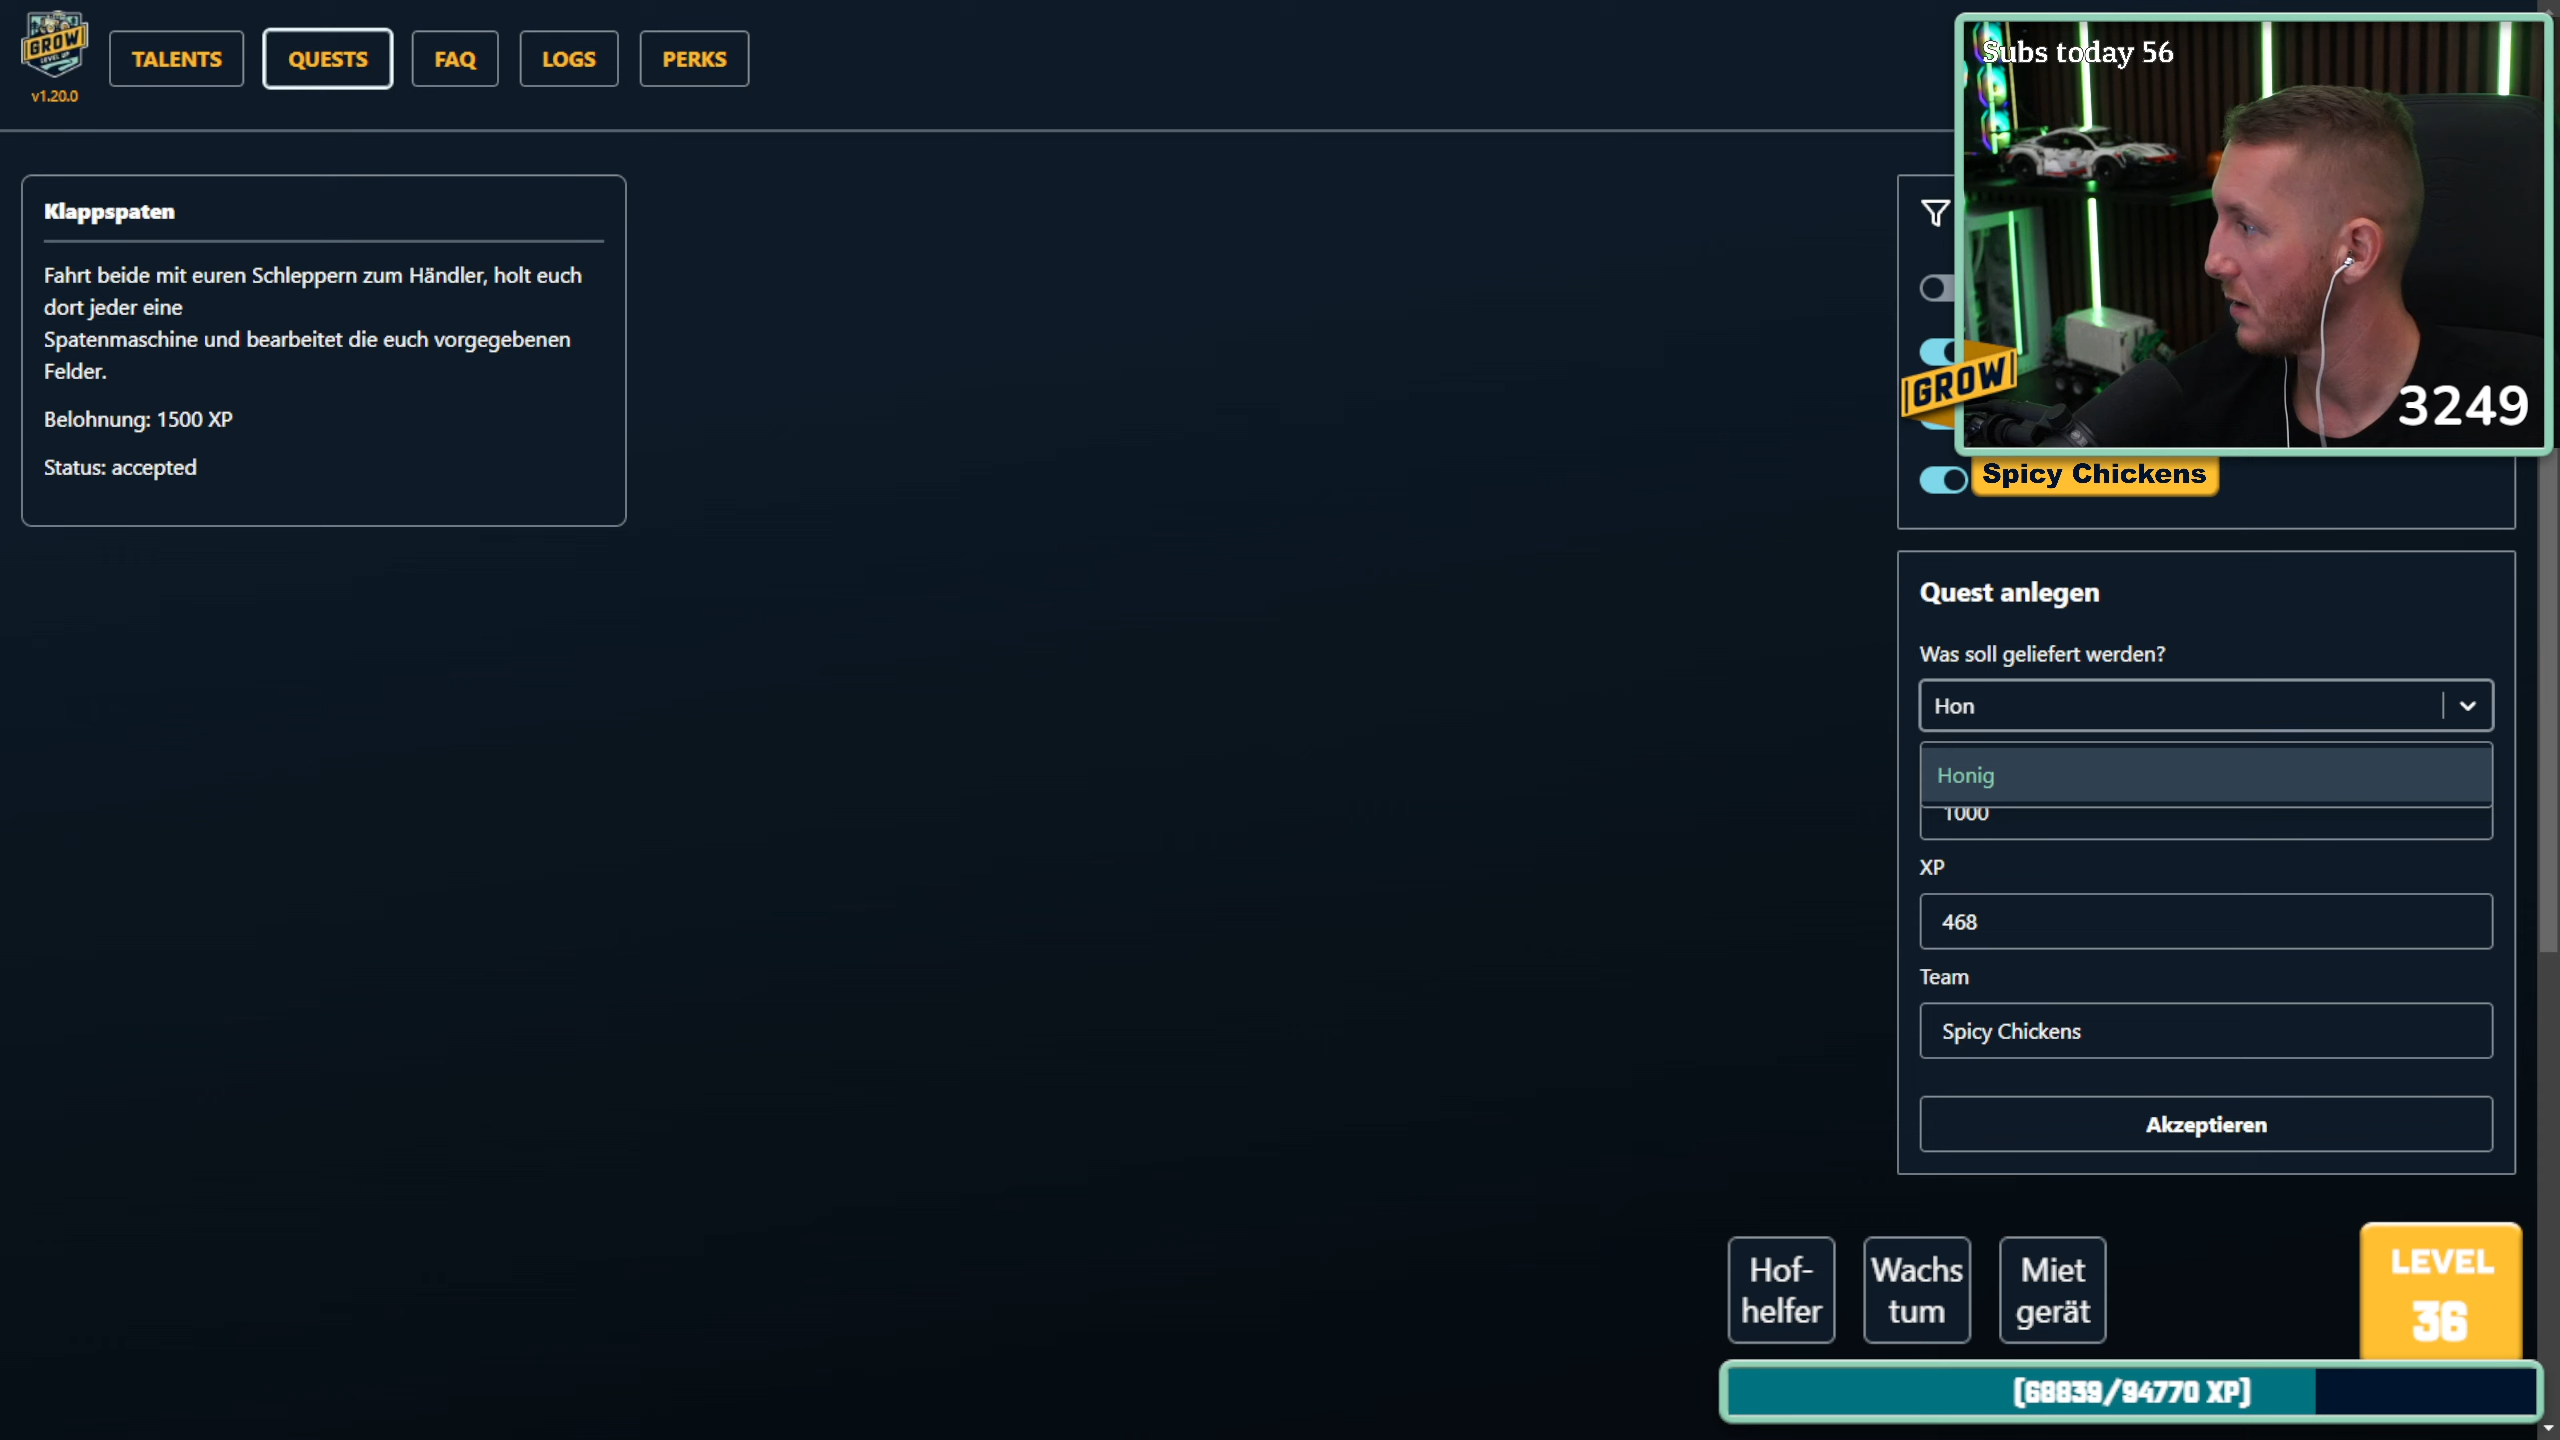 GROW
LEVEL UP
v1.20.0
TALENTS
QUESTS
FAQ
LOGS
PERKS
Subs today 56
3249
GROW
Spicy Chickens
Klappspaten
Fahrt beide mit euren Schleppern zum Händler, holt euch
dort jeder eine
Spatenmaschine und bearbeitet die euch vorgegebenen
Felder.
Belohnung: 1500 XP
Status: accepted
Quest anlegen
Was soll geliefert werden?
Hon
Honig
1000
XP
468
Team
Spicy Chickens
Akzeptieren
Hof-
helfer
Wachs
tum
Miet
gerät
LEVEL
36
[68839/94770 XP]